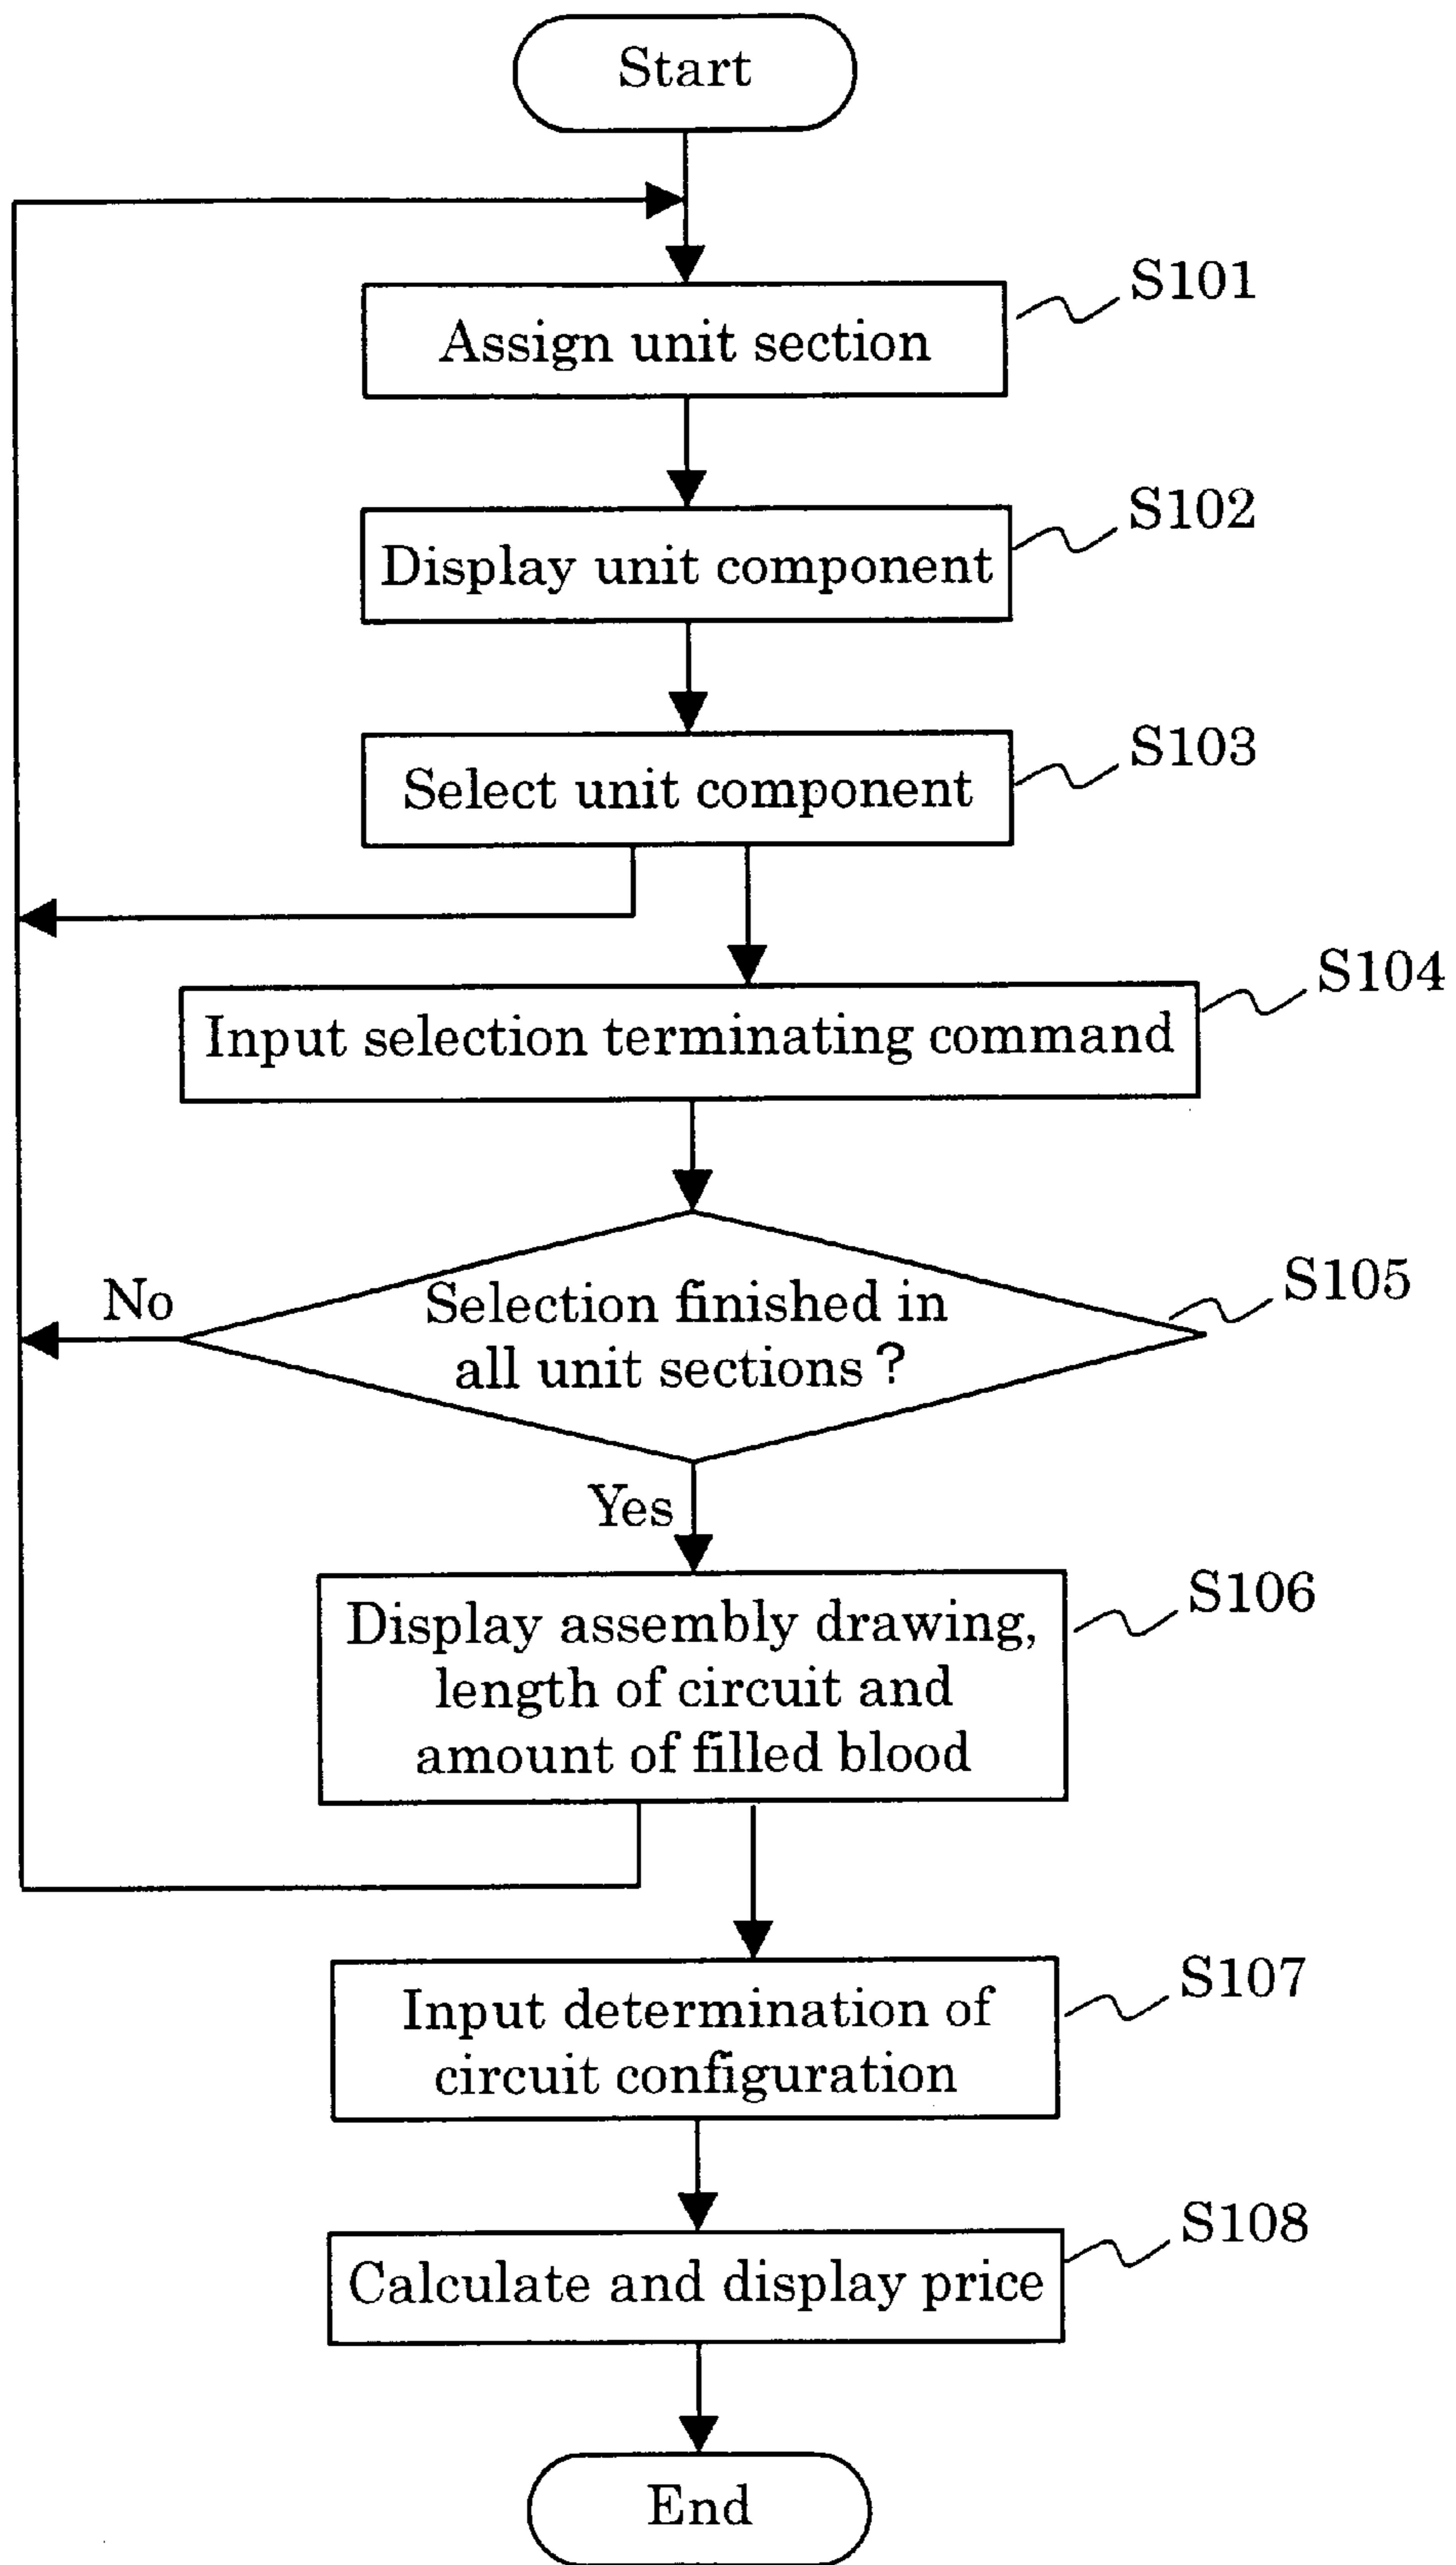 Start
S101
Assign unit section
S102
Display unit component
S103
Select unit component
S104
Input selection terminating command
S105
No
Selection finished in
all unit sections ?
Yes
S106
Display assembly drawing,
length of circuit and
amount of filled blood
S107
Input determination of
circuit configuration
S108
Calculate and display price
End